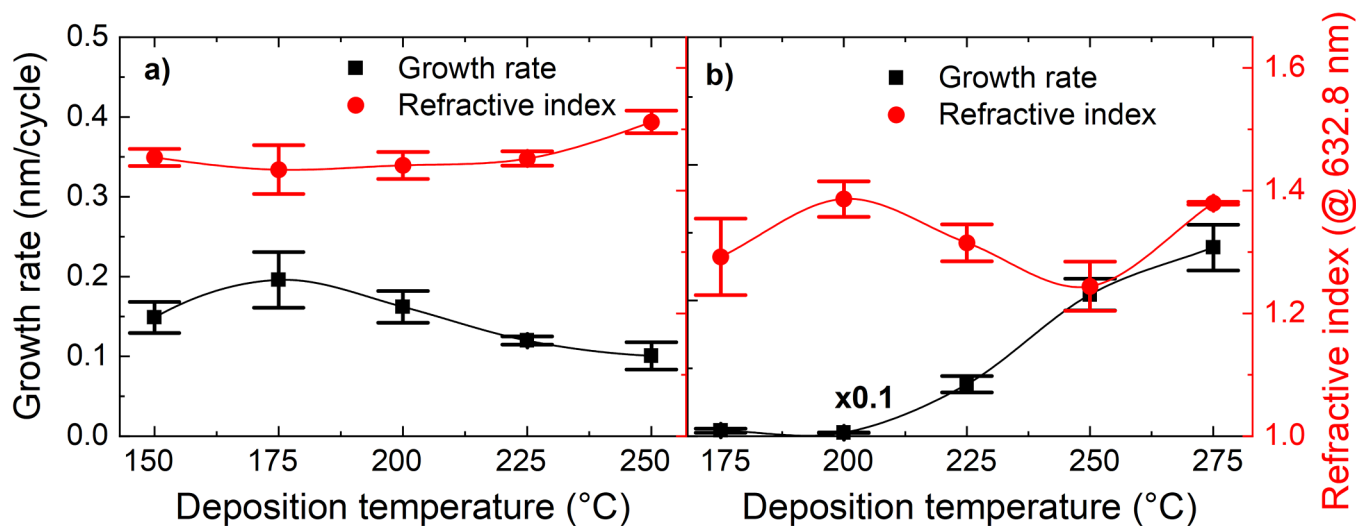 Growth rate (nm/cycle)
0.5
0.4
0.3
0.2
0.1
0.0
a)
Growth rate
Refractive index
150
175
200
225
250
Deposition temperature (°C)
b)
Growth rate
Refractive index
x0.1
175
200
225
250
275
Deposition temperature (°C)
1.6
1.4
1.2
1.0
Refractive index (@ 632.8 nm)